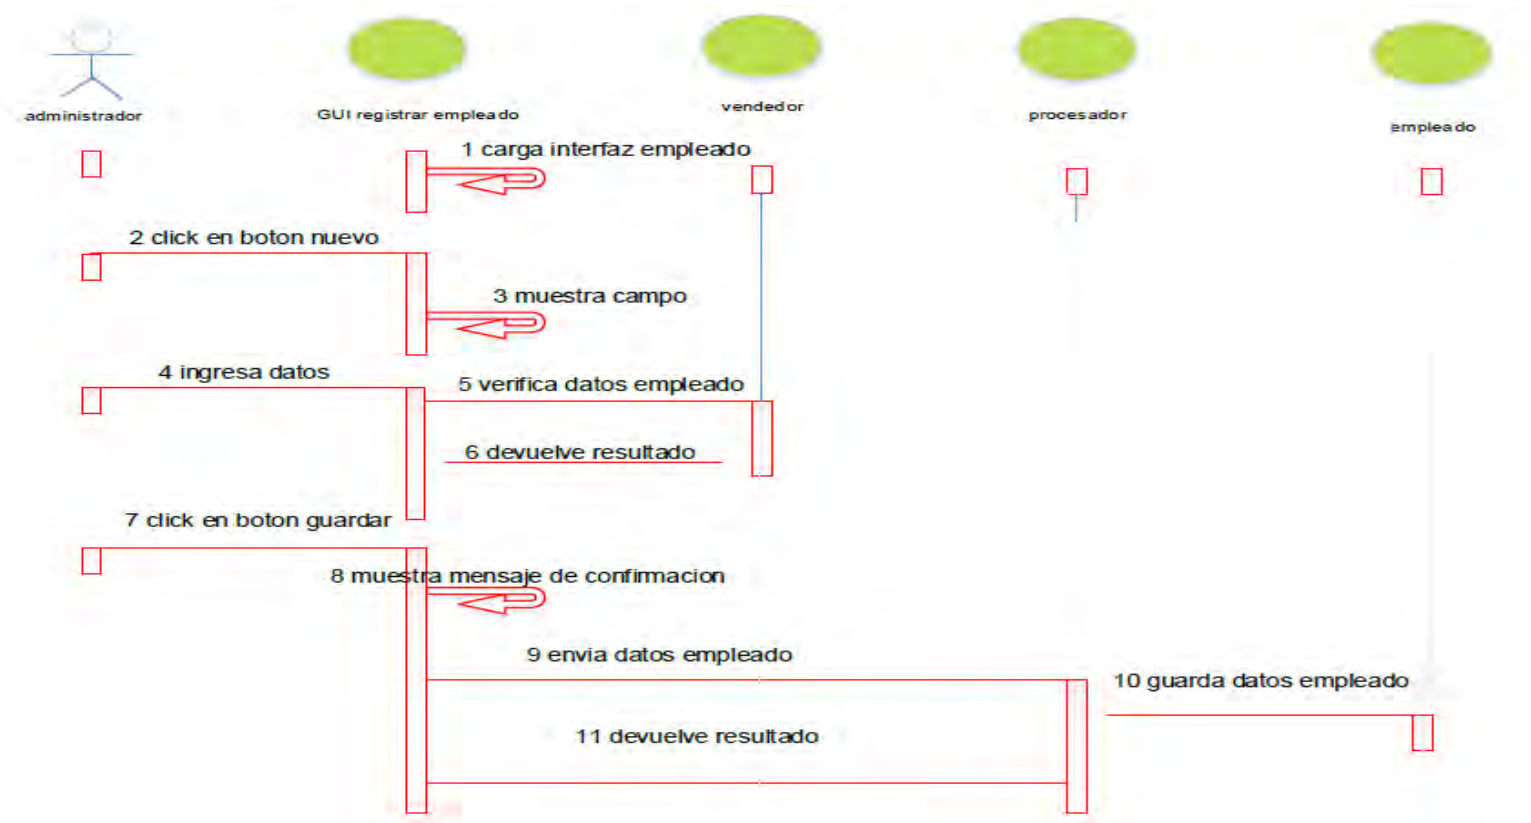 administrador
GUI registrar empleado
vendedor
procesador
empleado
1 carga interfaz empleado
2 click en boton nuevo
3 muestra campo
4 ingresa datos
5 verifica datos empleado
6 devuelve resultado
7 click en boton guardar
8 muestra mensaje de confirmacion
9 envia datos empleado
10 guarda datos empleado
11 devuelve resultado